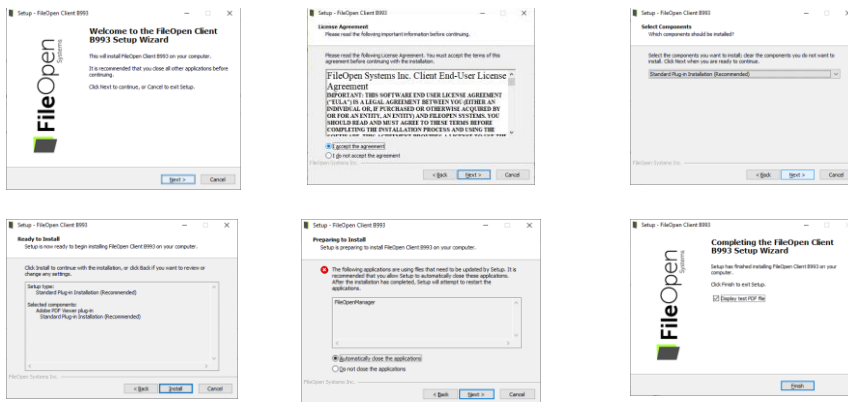 Setup - FileOpen Client B993
FileOpen
Systems
Welcome to the FileOpen Client
B993 Setup Wizard
This will install FileOpen Client B993 on your computer.
It is recommended that you close all other applications before
continuing.
Click Next to continue, or Cancel to exit Setup.
Next >
Cancel
Setup - FileOpen Client B993
License Agreement
Please read the following important information before continuing.
Please read the following License Agreement. You must accept the terms of this
agreement before continuing with the installation.
FileOpen Systems Inc. Client End-User License
Agreement
IMPORTANT: THIS SOFTWARE END USER LICENSE AGREEMENT
("EULA") IS A LEGAL AGREEMENT BETWEEN YOU (EITHER AN
INDIVIDUAL OR, IF PURCHASED OR OTHERWISE ACQUIRED BY
OR FOR AN ENTITY, AN ENTITY) AND FILEOPEN SYSTEMS. YOU
SHOULD READ AND MUST AGREE TO THESE TERMS BEFORE
COMPLETING THE INSTALLATION PROCESS AND USING THE
I accept the agreement
I do not accept the agreement
FileOpen Systems Inc.
< Back
Next >
Cancel
Setup - FileOpen Client B993
Select Components
Which components should be installed?
Select the components you want to install; clear the components you do not want to
install. Click Next when you are ready to continue.
Standard Plug-in Installation (Recommended)
FileOpen Systems Inc.
< Back
Next >
Cancel
Setup - FileOpen Client B993
Ready to Install
Setup is now ready to begin installing FileOpen Client B993 on your computer.
Click Install to continue with the installation, or click Back if you want to review or
change any settings.
Setup type:
Standard Plug-in Installation (Recommended)
Selected components:
Adobe PDF Viewer plug-in
Standard Plug-in Installation (Recommended)
FileOpen Systems Inc.
< Back
Install
Cancel
Setup - FileOpen Client B993
Preparing to Install
Setup is preparing to install FileOpen Client B993 on your computer.
The following applications are using files that need to be updated by Setup. It is
recommended that you allow Setup to automatically close these applications.
After the installation has completed, Setup will attempt to restart the
applications.
FileOpenManager
Automatically close the applications
Do not close the applications
FileOpen Systems Inc.
< Back
Next >
Cancel
Setup - FileOpen Client B993
FileOpen
Systems
Completing the FileOpen Client
B993 Setup Wizard
Setup has finished installing FileOpen Client B993 on your
computer.
Click Finish to exit Setup.
Display test PDF file
Finish